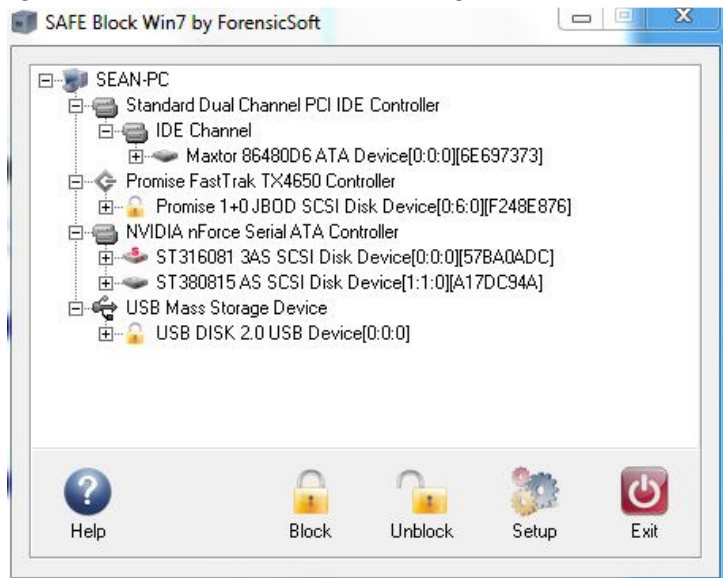 SAFE Block Win7 by ForensicSoft
SEAN-PC
Standard Dual Channel PCI IDE Controller
IDE Channel
Maxtor 86480D6 ATA Device[0:0:0][6E697373]
Promise FastTrak TX4650 Controller
Promise 1+0 JBOD SCSI Disk Device[0:6:0][F248E876]
NVIDIA nForce Serial ATA Controller
ST316081 3AS SCSI Disk Device[0:0:0][57BA0ADC]
ST380815 AS SCSI Disk Device[1:1:0][A17DC94A]
USB Mass Storage Device
USB DISK 2.0 USB Device[0:0:0]
Help Block Unblock Setup Exit